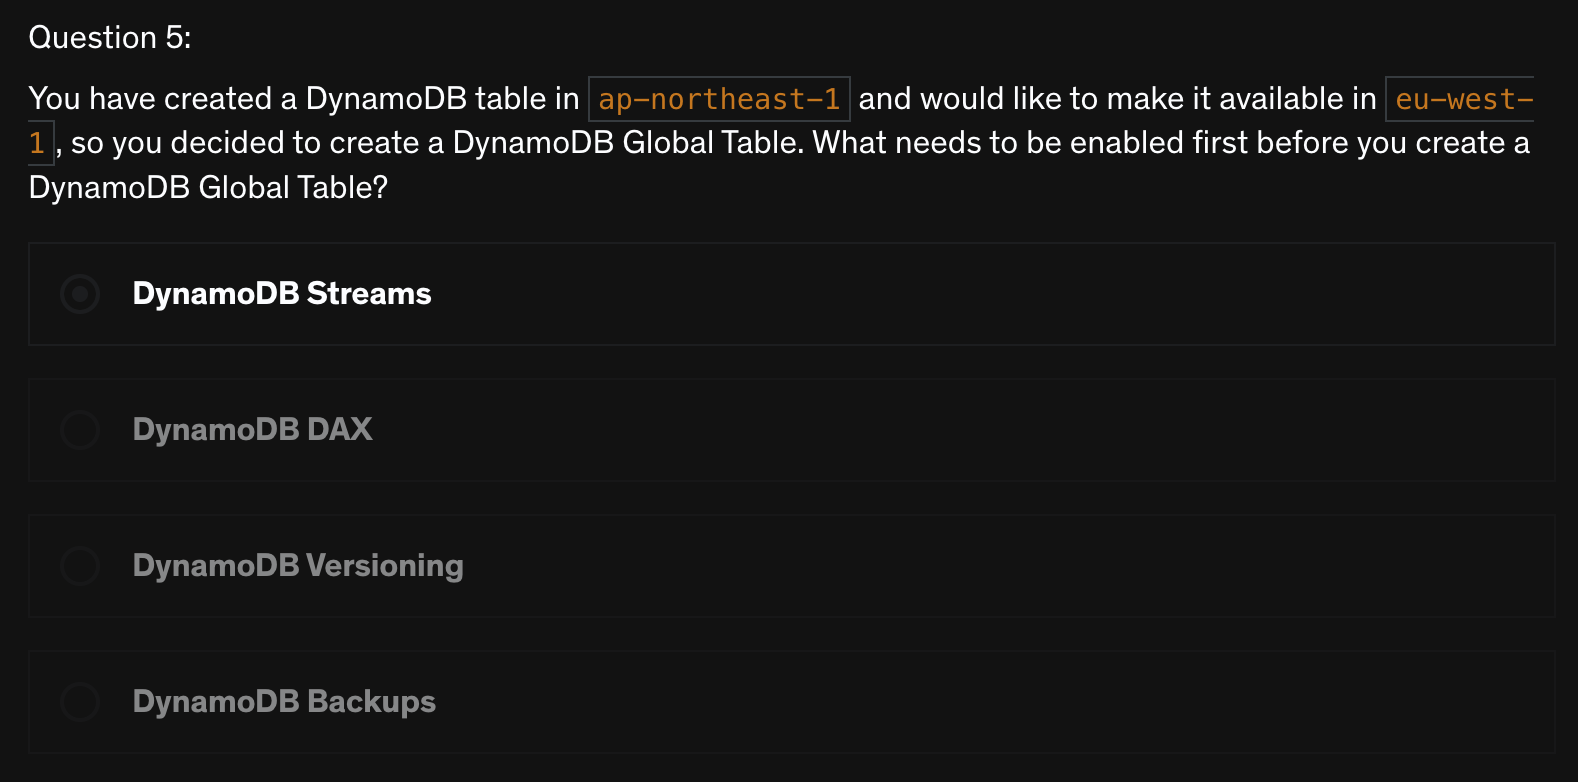 Question 5:
You have created a DynamoDB table in ap-northeast-1 and would like to make it available in eu-west-
1, so you decided to create a DynamoDB Global Table. What needs to be enabled first before you create a
DynamoDB Global Table?
DynamoDB Streams
DynamoDB DAX
DynamoDB Versioning
DynamoDB Backups